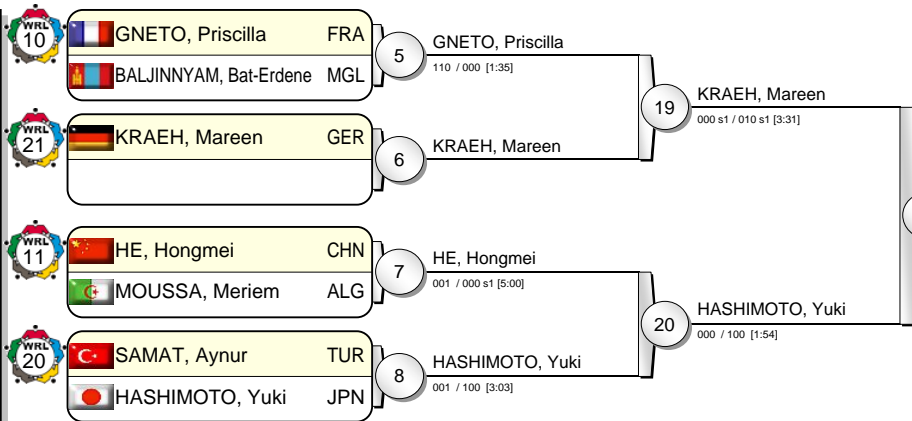 WRL
10
GNETO, Priscilla FRA
BALJINNYAM, Bat-Erdene MGL
5
GNETO, Priscilla
110 / 000 [1:35]
WRL
21
KRAEH, Mareen GER
6
KRAEH, Mareen
19
KRAEH, Mareen
000 s1 / 010 s1 [3:31]
WRL
11
HE, Hongmei CHN
MOUSSA, Meriem ALG
7
HE, Hongmei
001 / 000 s1 [5:00]
WRL
20
SAMAT, Aynur TUR
HASHIMOTO, Yuki JPN
8
HASHIMOTO, Yuki
001 / 100 [3:03]
20
HASHIMOTO, Yuki
000 / 100 [1:54]